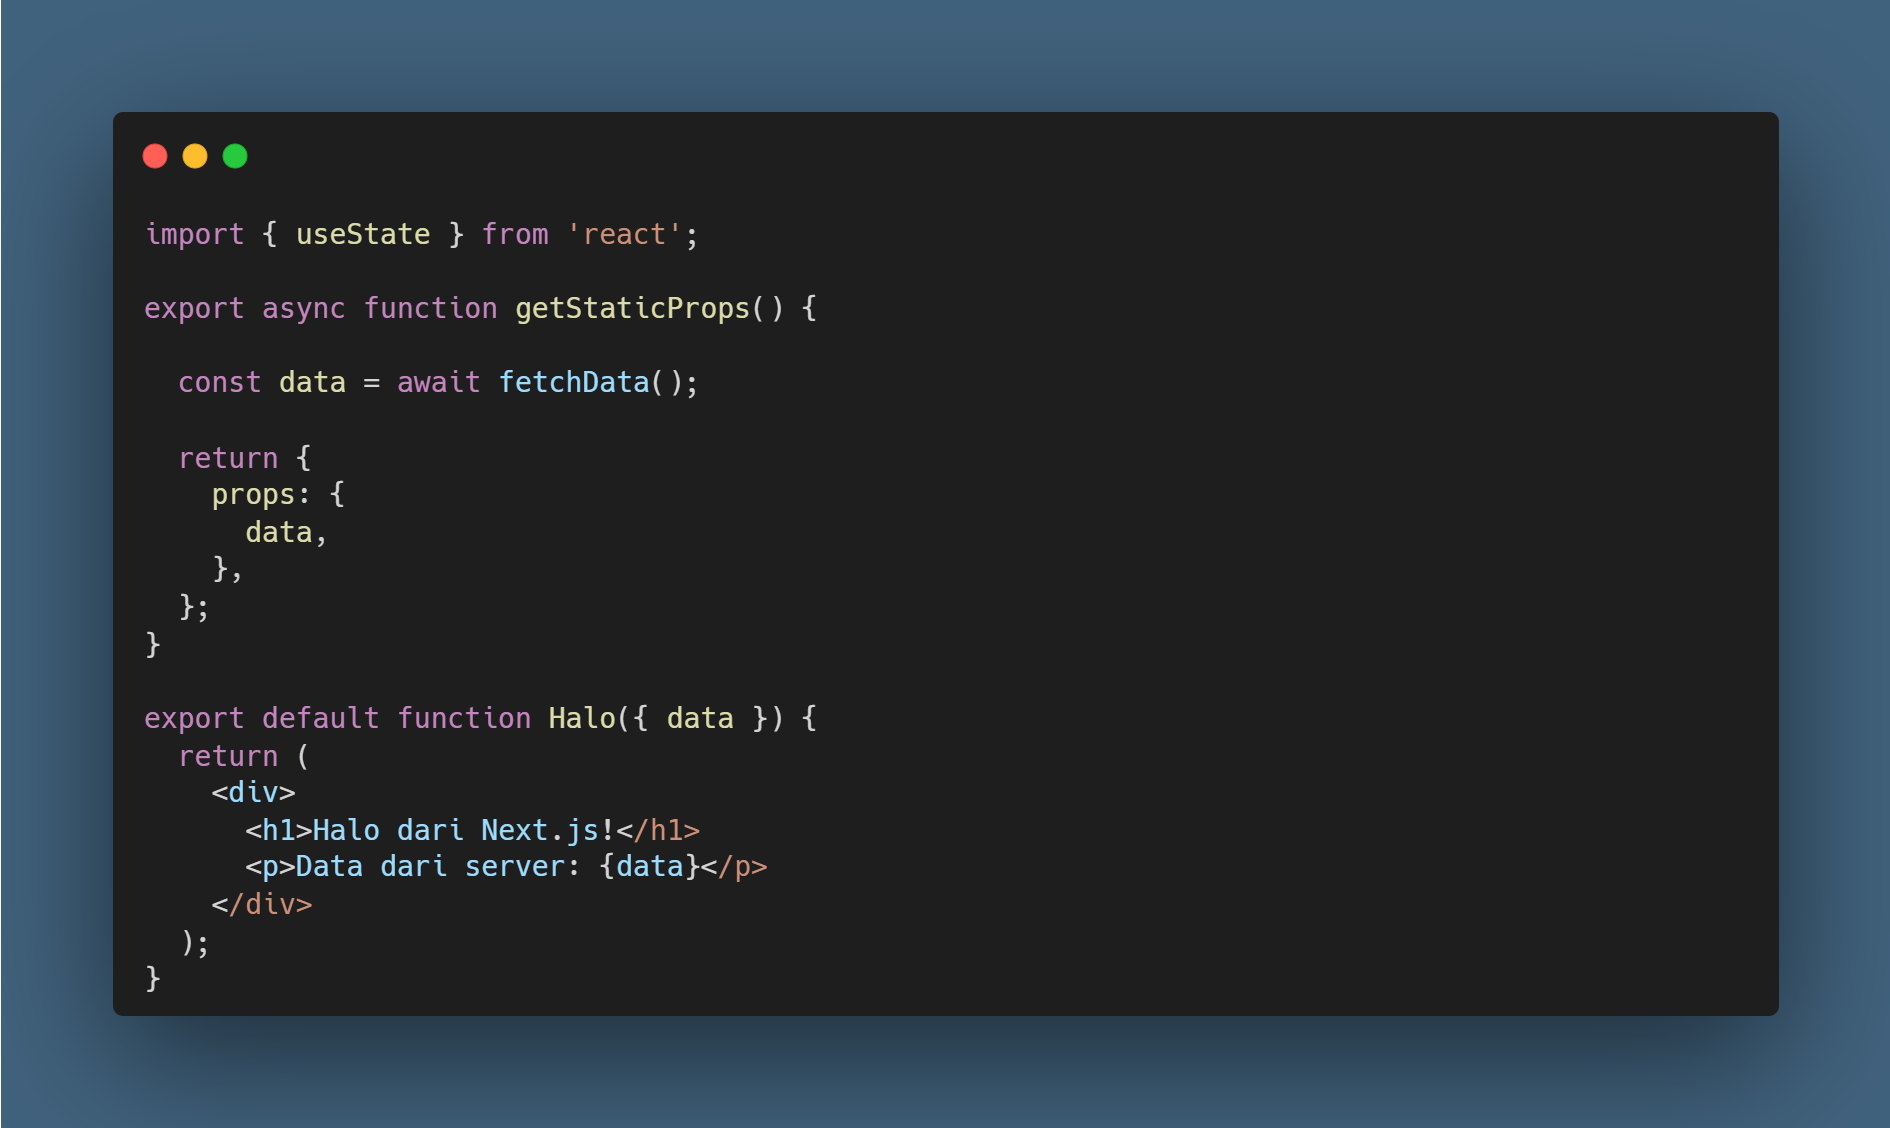 import { useState } from 'react';
export async function getStaticProps() {
  const data = await fetchData();
  return {
    props: {
      data,
    },
  };
}
export default function Halo({ data }) {
  return (
    <div>
      <h1>Halo dari Next.js!</h1>
      <p>Data dari server: {data}</p>
    </div>
  );
}